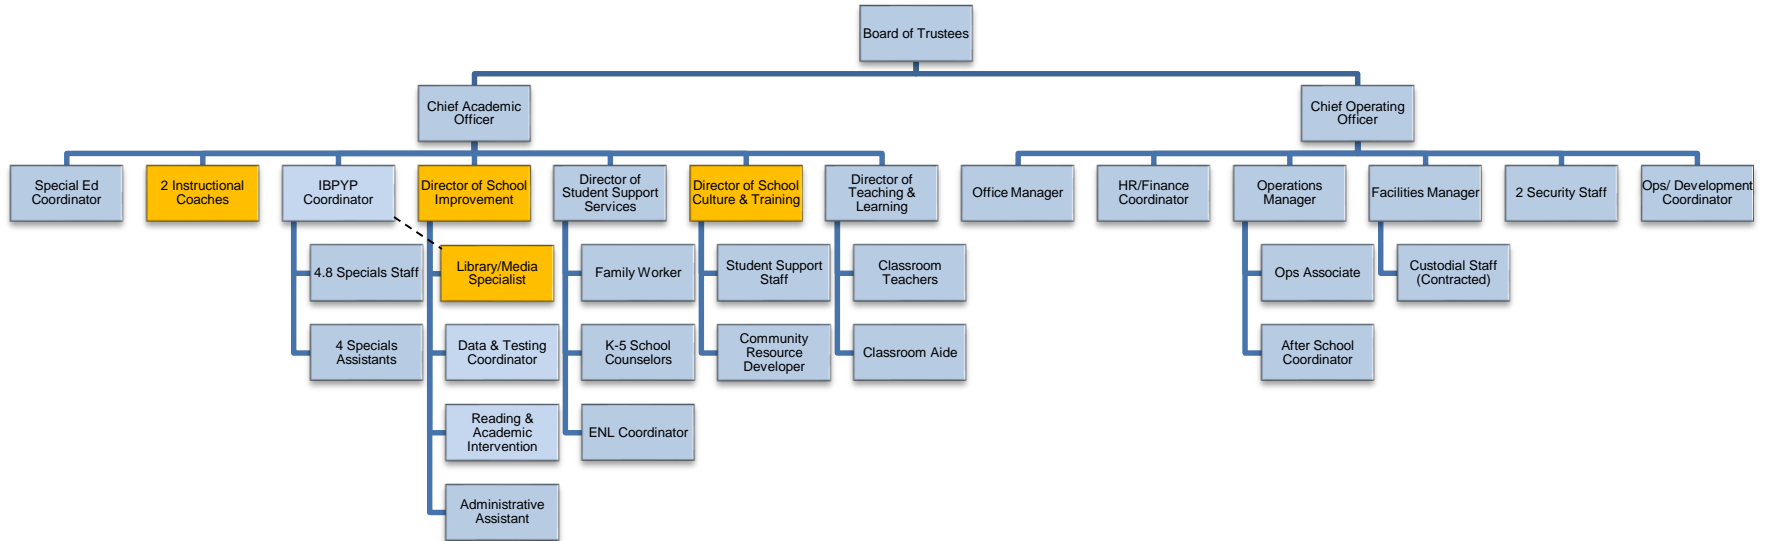 Board of Trustees
Chief Academic
Officer
Chief Operating
Officer
Special Ed
Coordinator
2 Instructional
Coaches
IBPYP
Coordinator
Director of School
Improvement
Director of
Student Support
Services
Director of School
Culture & Training
Director of
Teaching &
Learning
Office Manager
HR/Finance
Coordinator
Operations
Manager
Facilities Manager
2 Security Staff
Ops/ Development
Coordinator
4.8 Specials Staff
Library/Media
Specialist
Family Worker
Student Support
Staff
Classroom
Teachers
Ops Associate
Custodial Staff
(Contracted)
4 Specials
Assistants
Data & Testing
Coordinator
K-5 School
Counselors
Community
Resource
Developer
Classroom Aide
After School
Coordinator
Reading &
Academic
Intervention
ENL Coordinator
Administrative
Assistant